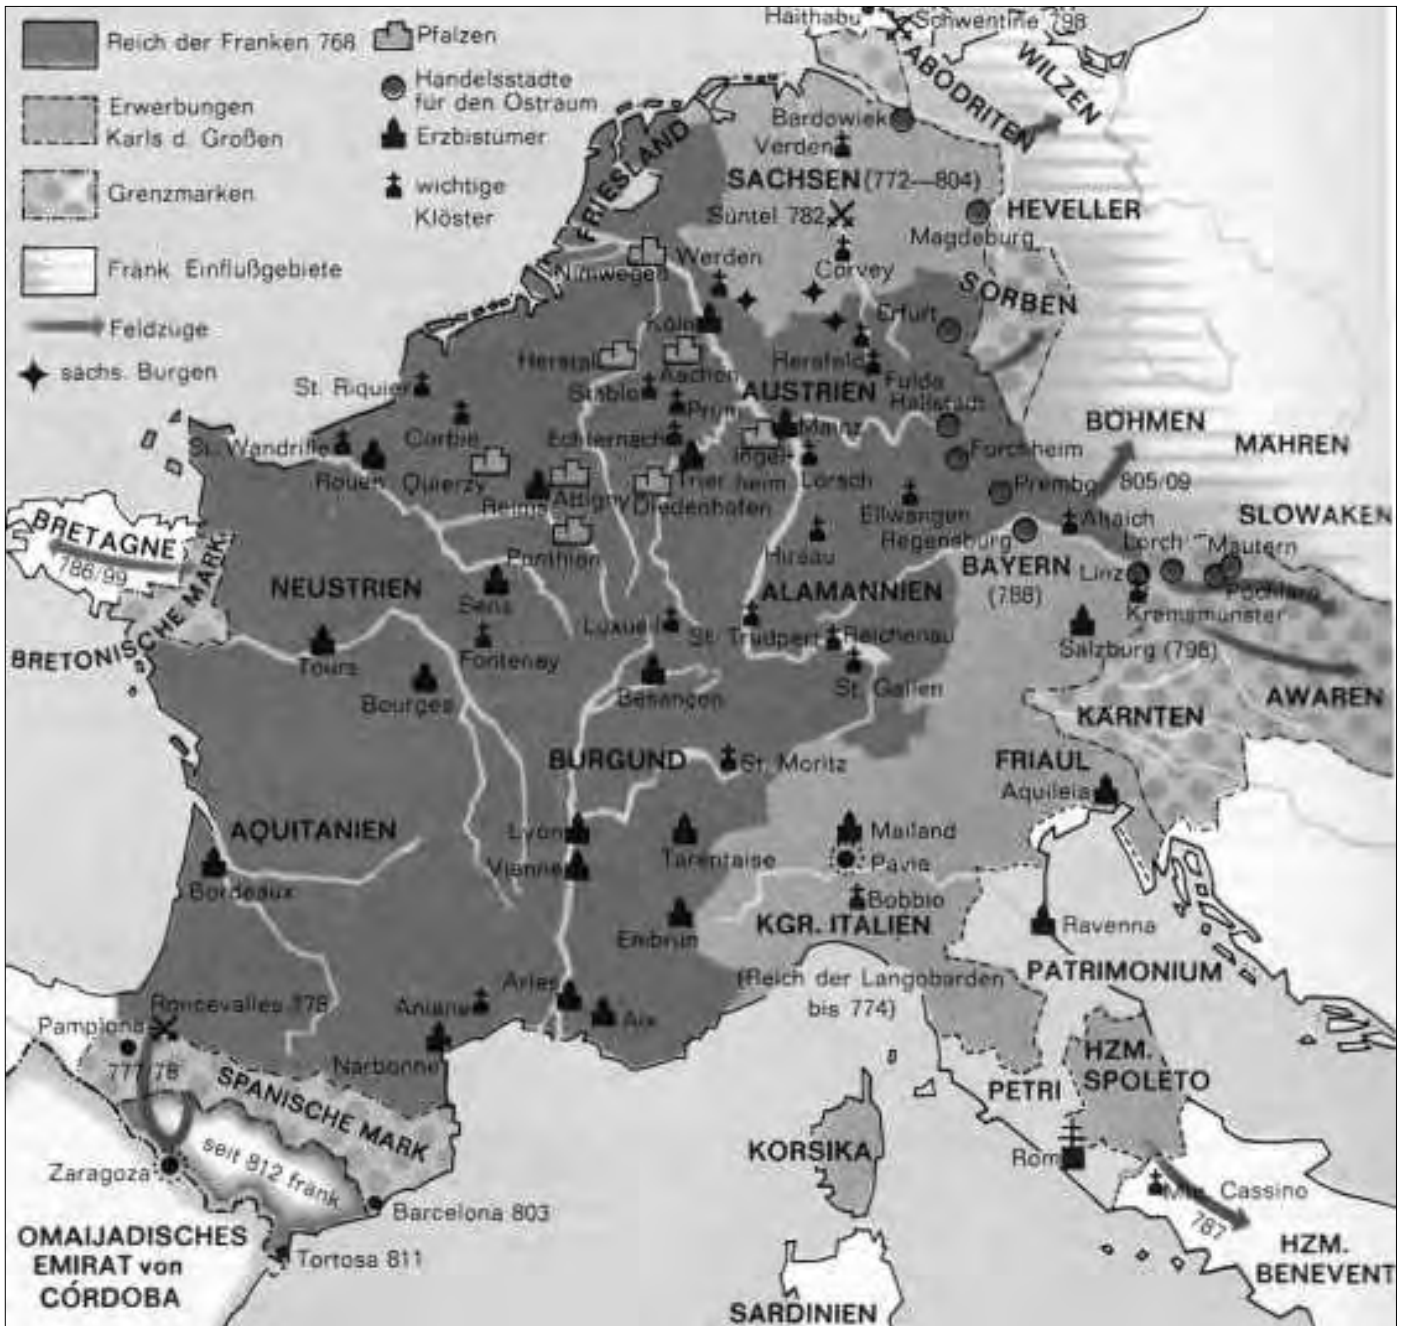 Reich der Franken 768
Erwerbungen
Karls d. Großen
Grenzmarken
Fränk Einflußgebiete
Feldzüge
sächs. Burgen
Pfalzen
Handelsstädte
für den Ostraum
Erzbistümer
wichtige
Klöster
Haithabu
Schwentine 798
ABODRITEN
WILZEN
Bardowiek
Verden
SACHSEN (772—804)
Süntel 782
HEVELLER
Magdeburg
FRIESLAND
Nimwegen
Werden
Corvey
SORBEN
Erfurt
Köln
Herstal
Aachen
Hersfeld
Fulda
St. Riquier
Stablo
Prüm
AUSTRIEN
Hallstadt
BÖHMEN
MÄHREN
St. Wandrille
Corbie
Echternach
Mainz
Ingel-
heim
Forchheim
Rouen
Quierzy
Reims
Attigny
Trier
Diedenhofen
Lorsch
Prembg.
805/09
Ellwangen
Regensburg
Altaich
SLOWAKEN
BRETAGNE
786/99
Ponthion
Hirsau
BAYERN
(788)
Lorch
Mautern
Linz
Pöchlarn
Kremsmünster
BRETONISCHE MARK
NEUSTRIEN
Sens
ALAMANNIEN
Luxueil
St. Trudpert
Reichenau
Salzburg (798)
Tours
Fontenay
Bourges
Besançon
St. Gallen
AWAREN
KÄRNTEN
BURGUND
St. Moritz
FRIAUL
Aquileia
AQUITANIEN
Lyon
Vianne
Tarentaise
Mailand
Pavia
Bordeaux
Bobbio
Embrun
KGR. ITALIEN
Ravenna
(Reich der Langobarden
bis 774)
PATRIMONIUM
PETRI
Roncevalles 778
Pamplona
777/78
Aniane
Arles
Aix
Narbonne
SPANISCHE MARK
HZM.
SPOLETO
seit 812 fränk
Zaragoza
KORSIKA
Rom
Mte. Cassino
787
Barcelona 803
OMAIJADISCHES
EMIRAT von
CÓRDOBA
Tortosa 811
HZM.
BENEVENT
SARDINIEN